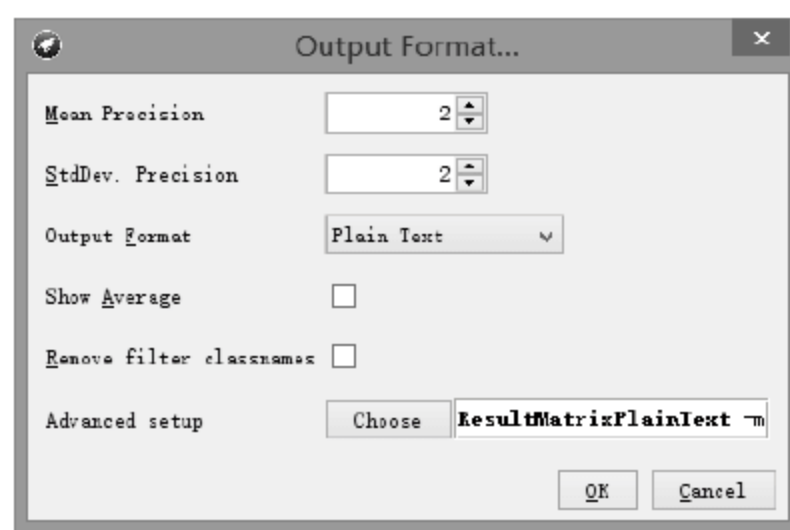 Output Format...
Mean Precision 2
StdDev. Precision 2
Output Format Plain Text
Show Average
Remove filter classnames
Advanced setup Choose ResultMatrixPlainText -m
OK Cancel